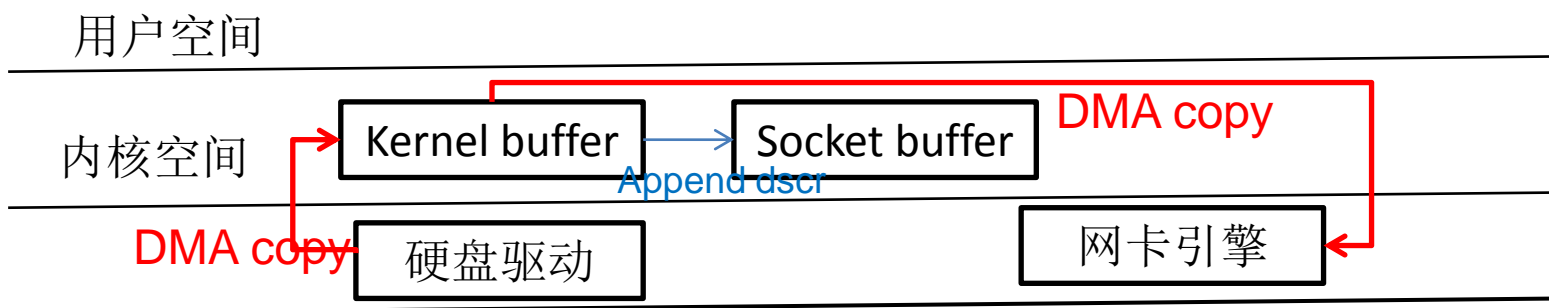 用户空间
内核空间
Kernel buffer
Socket buffer
DMA copy
Append dscr
DMA copy
硬盘驱动
网卡引擎